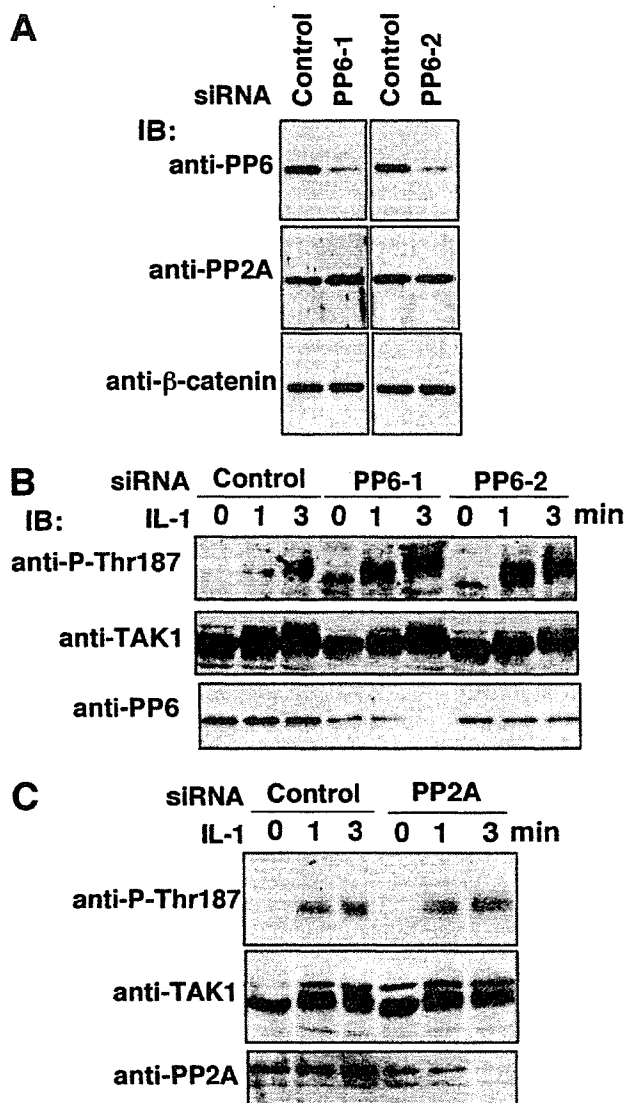 A
siRNA Control PP6-1 Control PP6-2
IB:
anti-PP6
anti-PP2A
anti-β-catenin
B siRNA Control PP6-1 PP6-2
IB: IL-1 0 1 3 0 1 3 0 1 3 min
anti-P-Thr187
anti-TAK1
anti-PP6
C siRNA Control PP2A
IL-1 0 1 3 0 1 3 min
anti-P-Thr187
anti-TAK1
anti-PP2A